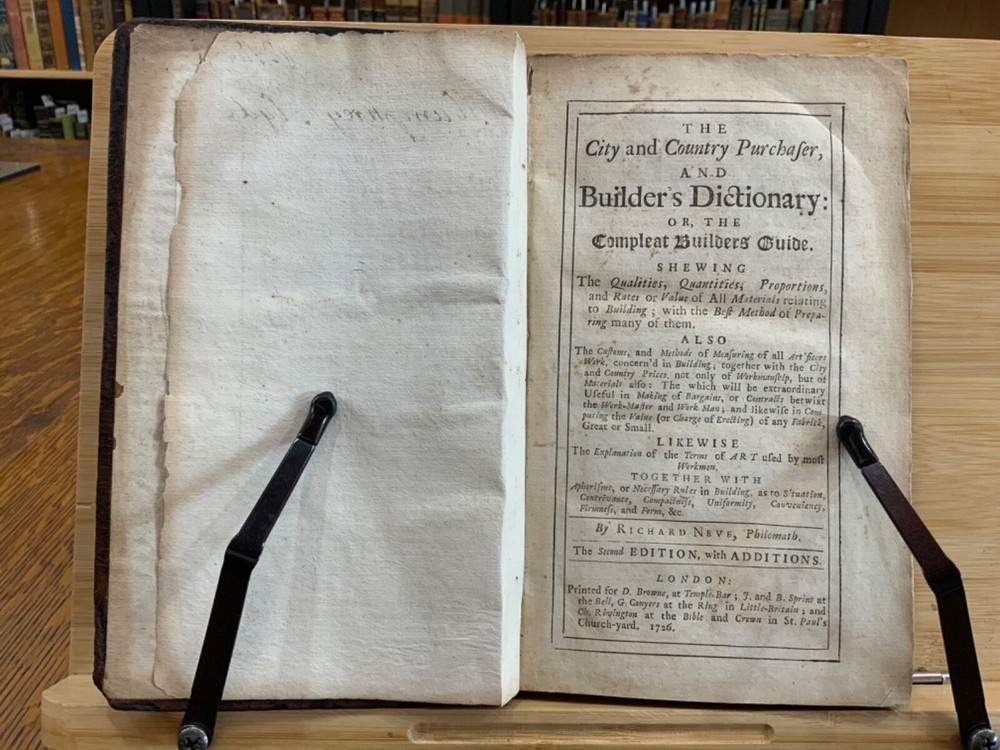 THE
City and Country Purchaſer,
AND
Builder's Dictionary:
OR, THE
Compleat Builders Guide.
SHEWING
The Qualities, Quantities, Proportions,
and Rates or Value of All Materials relating
to Building; with the Beſt Method of Prepa-
ring many of them.
ALSO
The Cuſtoms, and Methods of Meaſuring of all Art'ficers
Work, concern'd in Building; together with the City
and Country Prices, not only of Workmanſhip, but of
Materials alſo: The which will be extraordinary
Uſeful in Making of Bargains, or Contracts betwixt
the Work-Maſter and Work Man; and likewiſe in Com
puting the Value (or Charge of Erecting) of any Fabrick,
Great or Small.
LIKEWISE
The Explanation of the Terms of ART uſed by moſt
Workmen.
TOGETHER WITH
Aphoriſms, or Neceſſary Rules in Building, as to S'tuation,
Contrivance, Compactneſs, Uniformity, Conveniency,
Firmneſs, and Form, &c.
By RICHARD NEVE, Philomath.
The Second EDITION, with ADDITIONS.
LONDON:
Printed for D. Browne, at Temple-Bar; J. and B. Sprint at
the Bell, G. Conyers at the Ring in Little-Britain; and
Ch. Rivington at the Bible and Crown in St. Paul's
Church-yard. 1726.